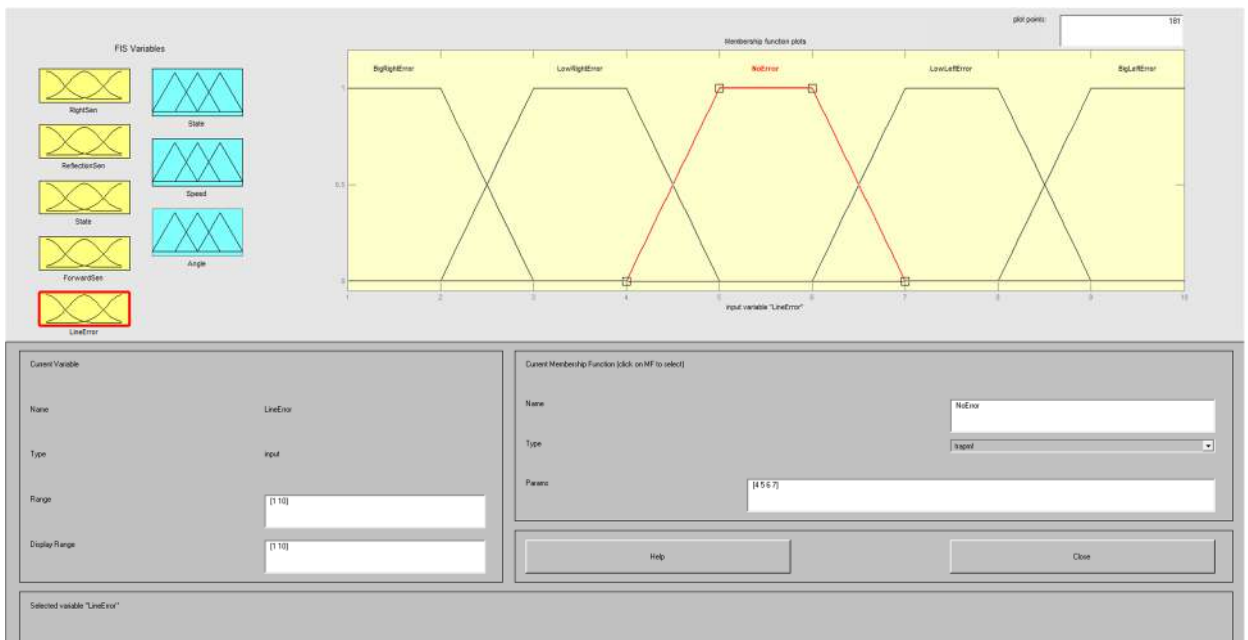 plot points:
181
FIS Variables
Membership function plots
BigRightError
LowRightError
NoError
LowLeftError
BigLeftError
RightSen
State
ReflectionSen
Speed
State
Angle
ForwardSen
LineError
1
0.5
0
1
2
3
4
5
6
7
8
9
10
input variable "LineError"
Current Variable
Name
LineError
Type
input
Range
[1 10]
Display Range
[1 10]
Current Membership Function (click on MF to select)
Name
NoError
Type
trapmf
Params
[4 5 6 7]
Help
Close
Selected variable "LineError"